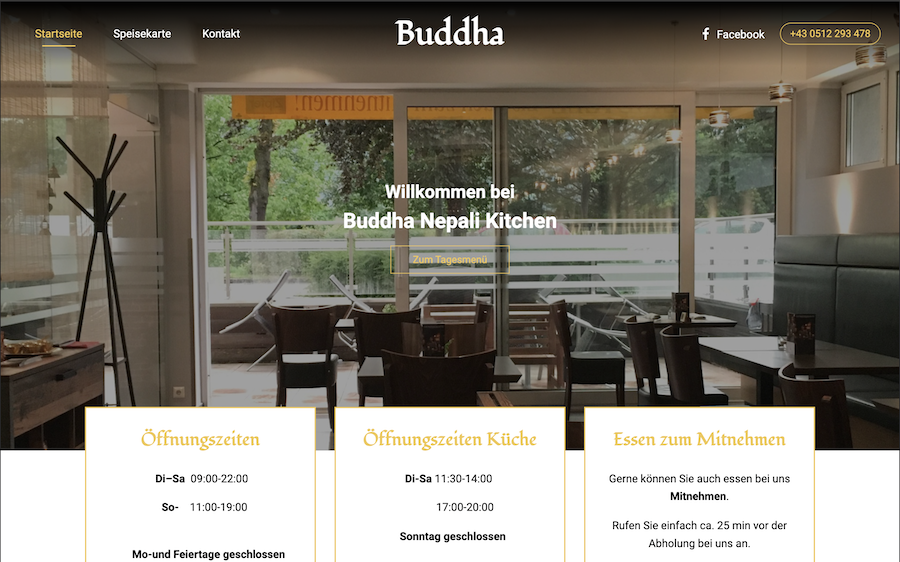 Startseite
Speisekarte
Kontakt
Buddha
Facebook
+43 0512 293 478
Willkommen bei
Buddha Nepali Kitchen
Zum Tagesmenü
Öffnungszeiten
Di–Sa 09:00-22:00
So- 11:00-19:00
Mo-und Feiertage geschlossen
Öffnungszeiten Küche
Di-Sa 11:30-14:00
17:00-20:00
Sonntag geschlossen
Essen zum Mitnehmen
Gerne können Sie auch essen bei uns
Mitnehmen.
Rufen Sie einfach ca. 25 min vor der
Abholung bei uns an.